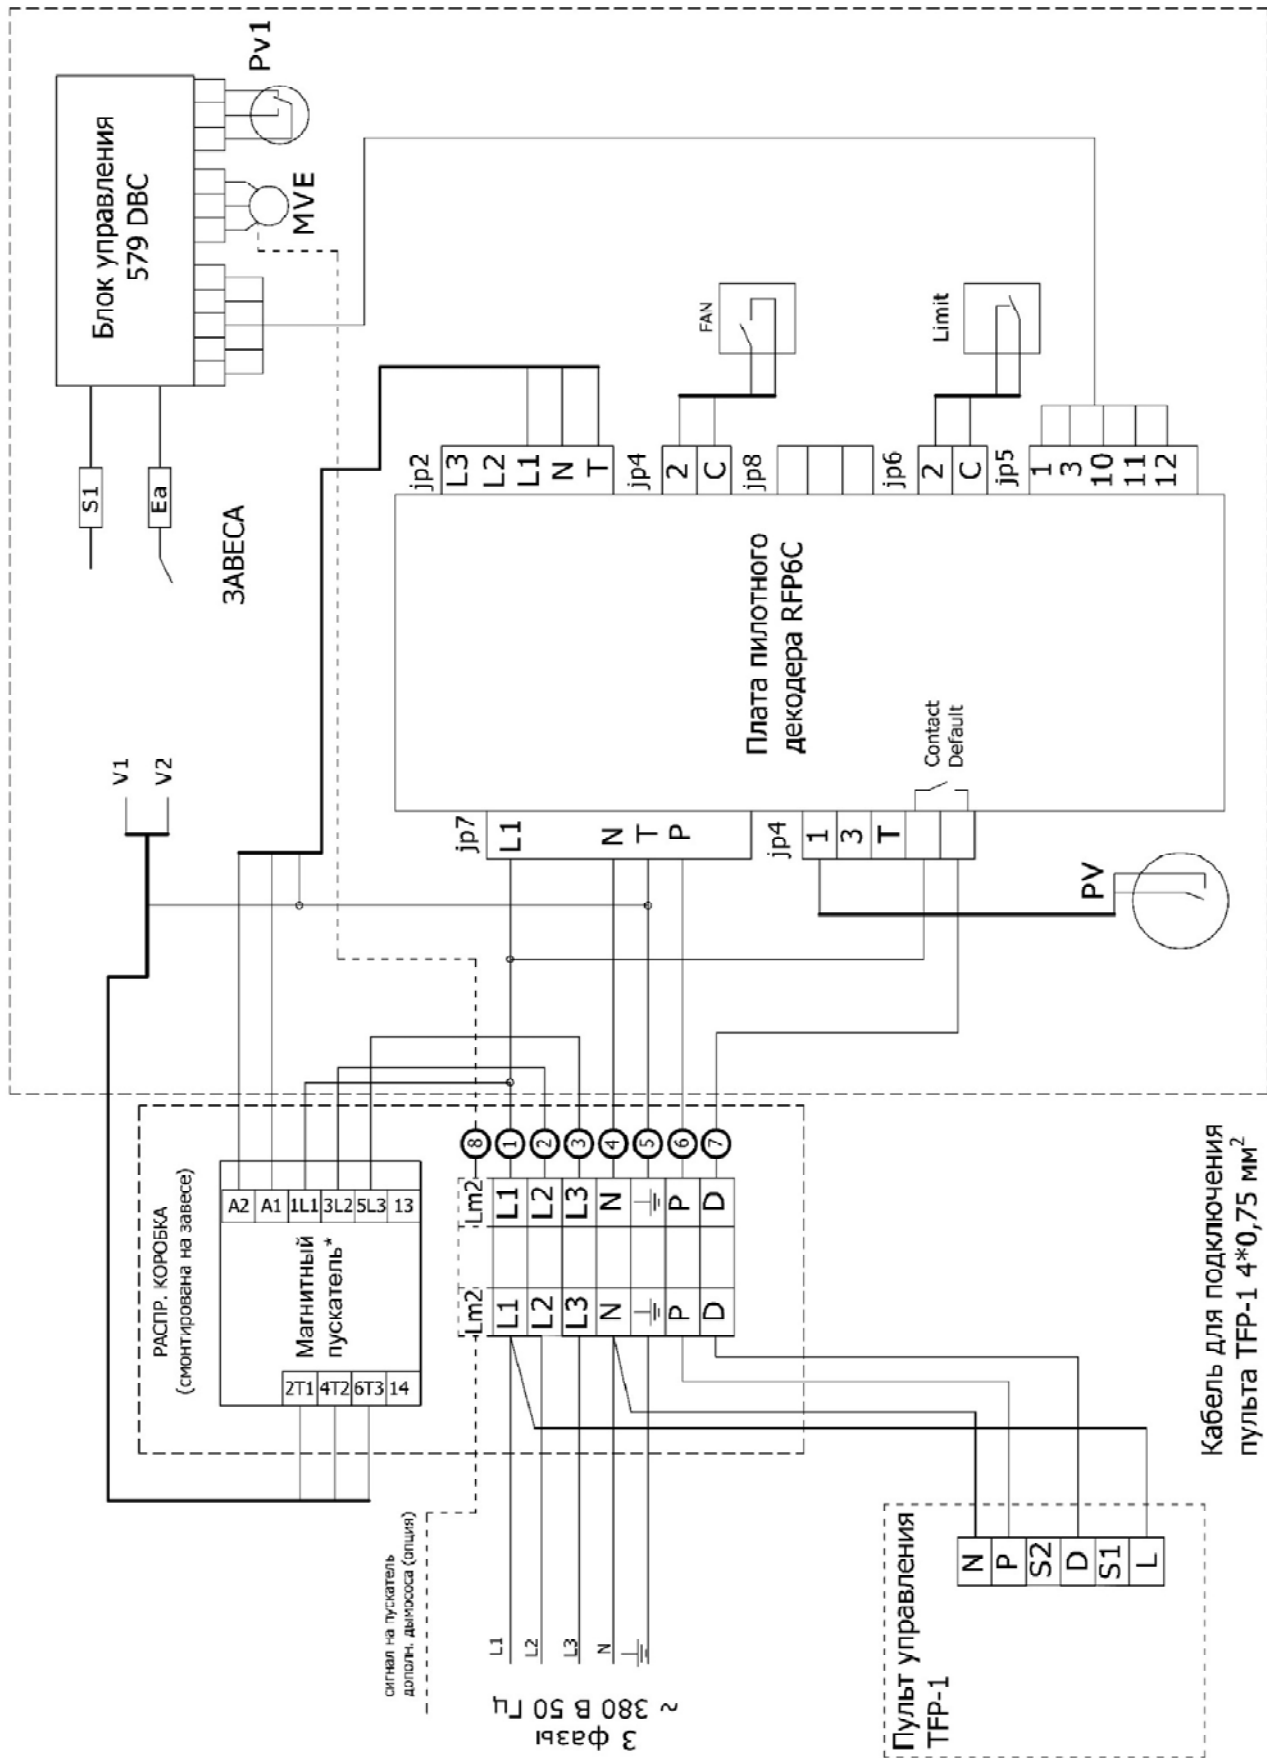 Блок управления
579 DBC
Pv1
MVE
S1
Ea
ЗАВЕСА
V1
V2
FAN
Limit
jp2
L3
L2
L1
N
T
jp4
2
C
jp8
jp6
2
C
jp5
1
3
10
11
12
Плата пилотного
декодера RFP6C
Contact
Default
jp7
L1
N
T
P
jp4
1
3
T
PV
РАСПР. КОРОБКА
(смонтирована на завесе)
A2
A1
1L1
3L2
5L3
13
Магнитный
пускатель*
2T1
4T2
6T3
14
8
1
2
3
4
5
6
7
Lm2
L1
L2
L3
N
P
D
Lm2
L1
L2
L3
N
P
D
сигнал на пускатель
дополн. дымососа (опция)
L1
L2
L3
N
3 фазы
≈ 380 В 50 Гц
Пульт управления
TFP-1
N
P
S2
D
S1
L
Кабель для подключения
пульта TFP-1 4*0,75 мм²